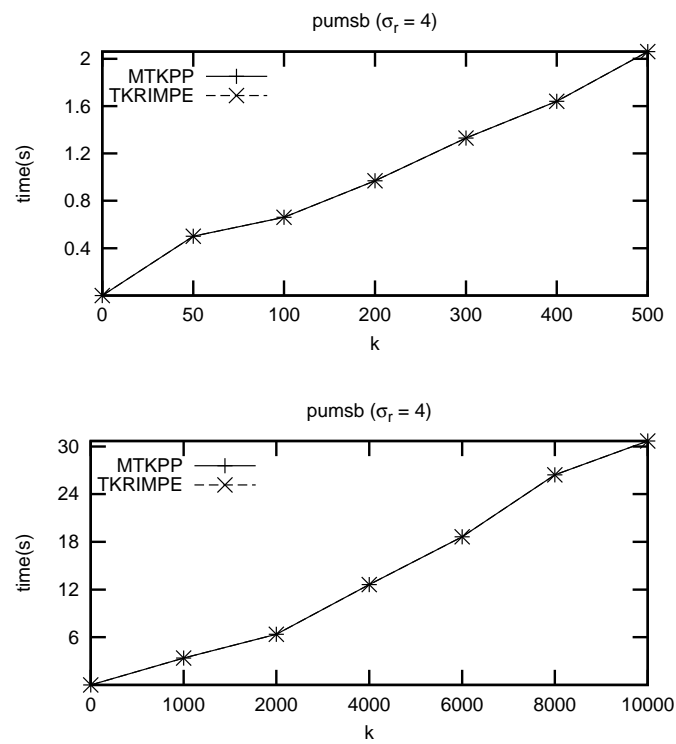 pumsb (σr = 4)
2
1.6
1.2
0.8
0.4
time(s)
MTKPP
TKRIMPE
0 50 100 200 300 400 500
k
pumsb (σr = 4)
30
24
18
12
6
time(s)
MTKPP
TKRIMPE
0 1000 2000 4000 6000 8000 10000
k